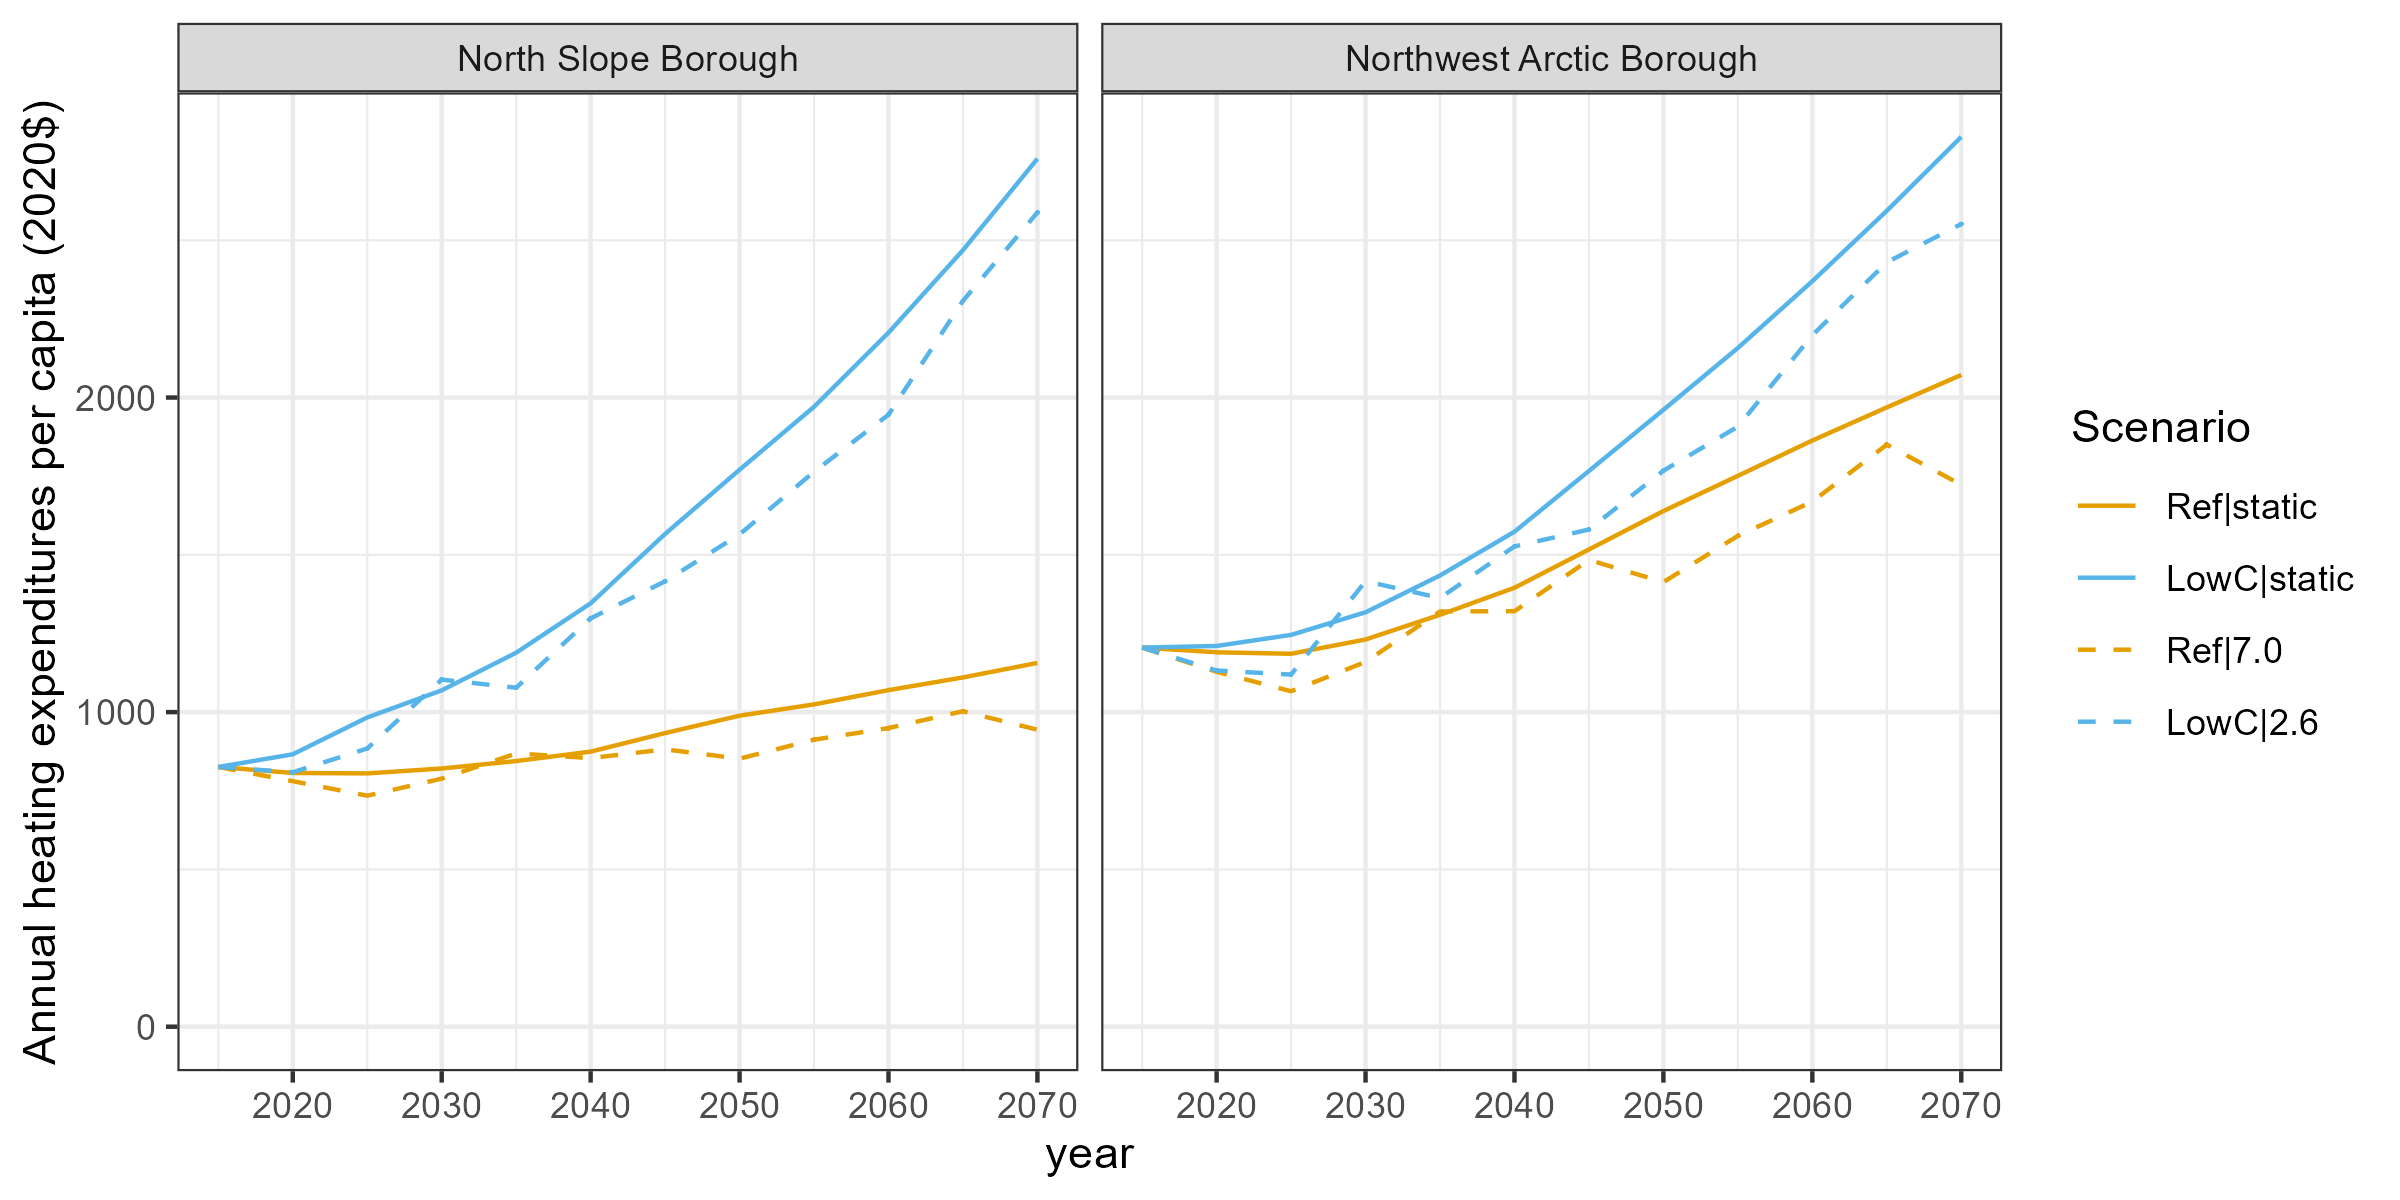 North Slope Borough
Northwest Arctic Borough
Annual heating expenditures per capita (2020$)
2000
1000
0
2020 2030 2040 2050 2060 2070
2020 2030 2040 2050 2060 2070
year
Scenario
Ref|static
LowC|static
Ref|7.0
LowC|2.6